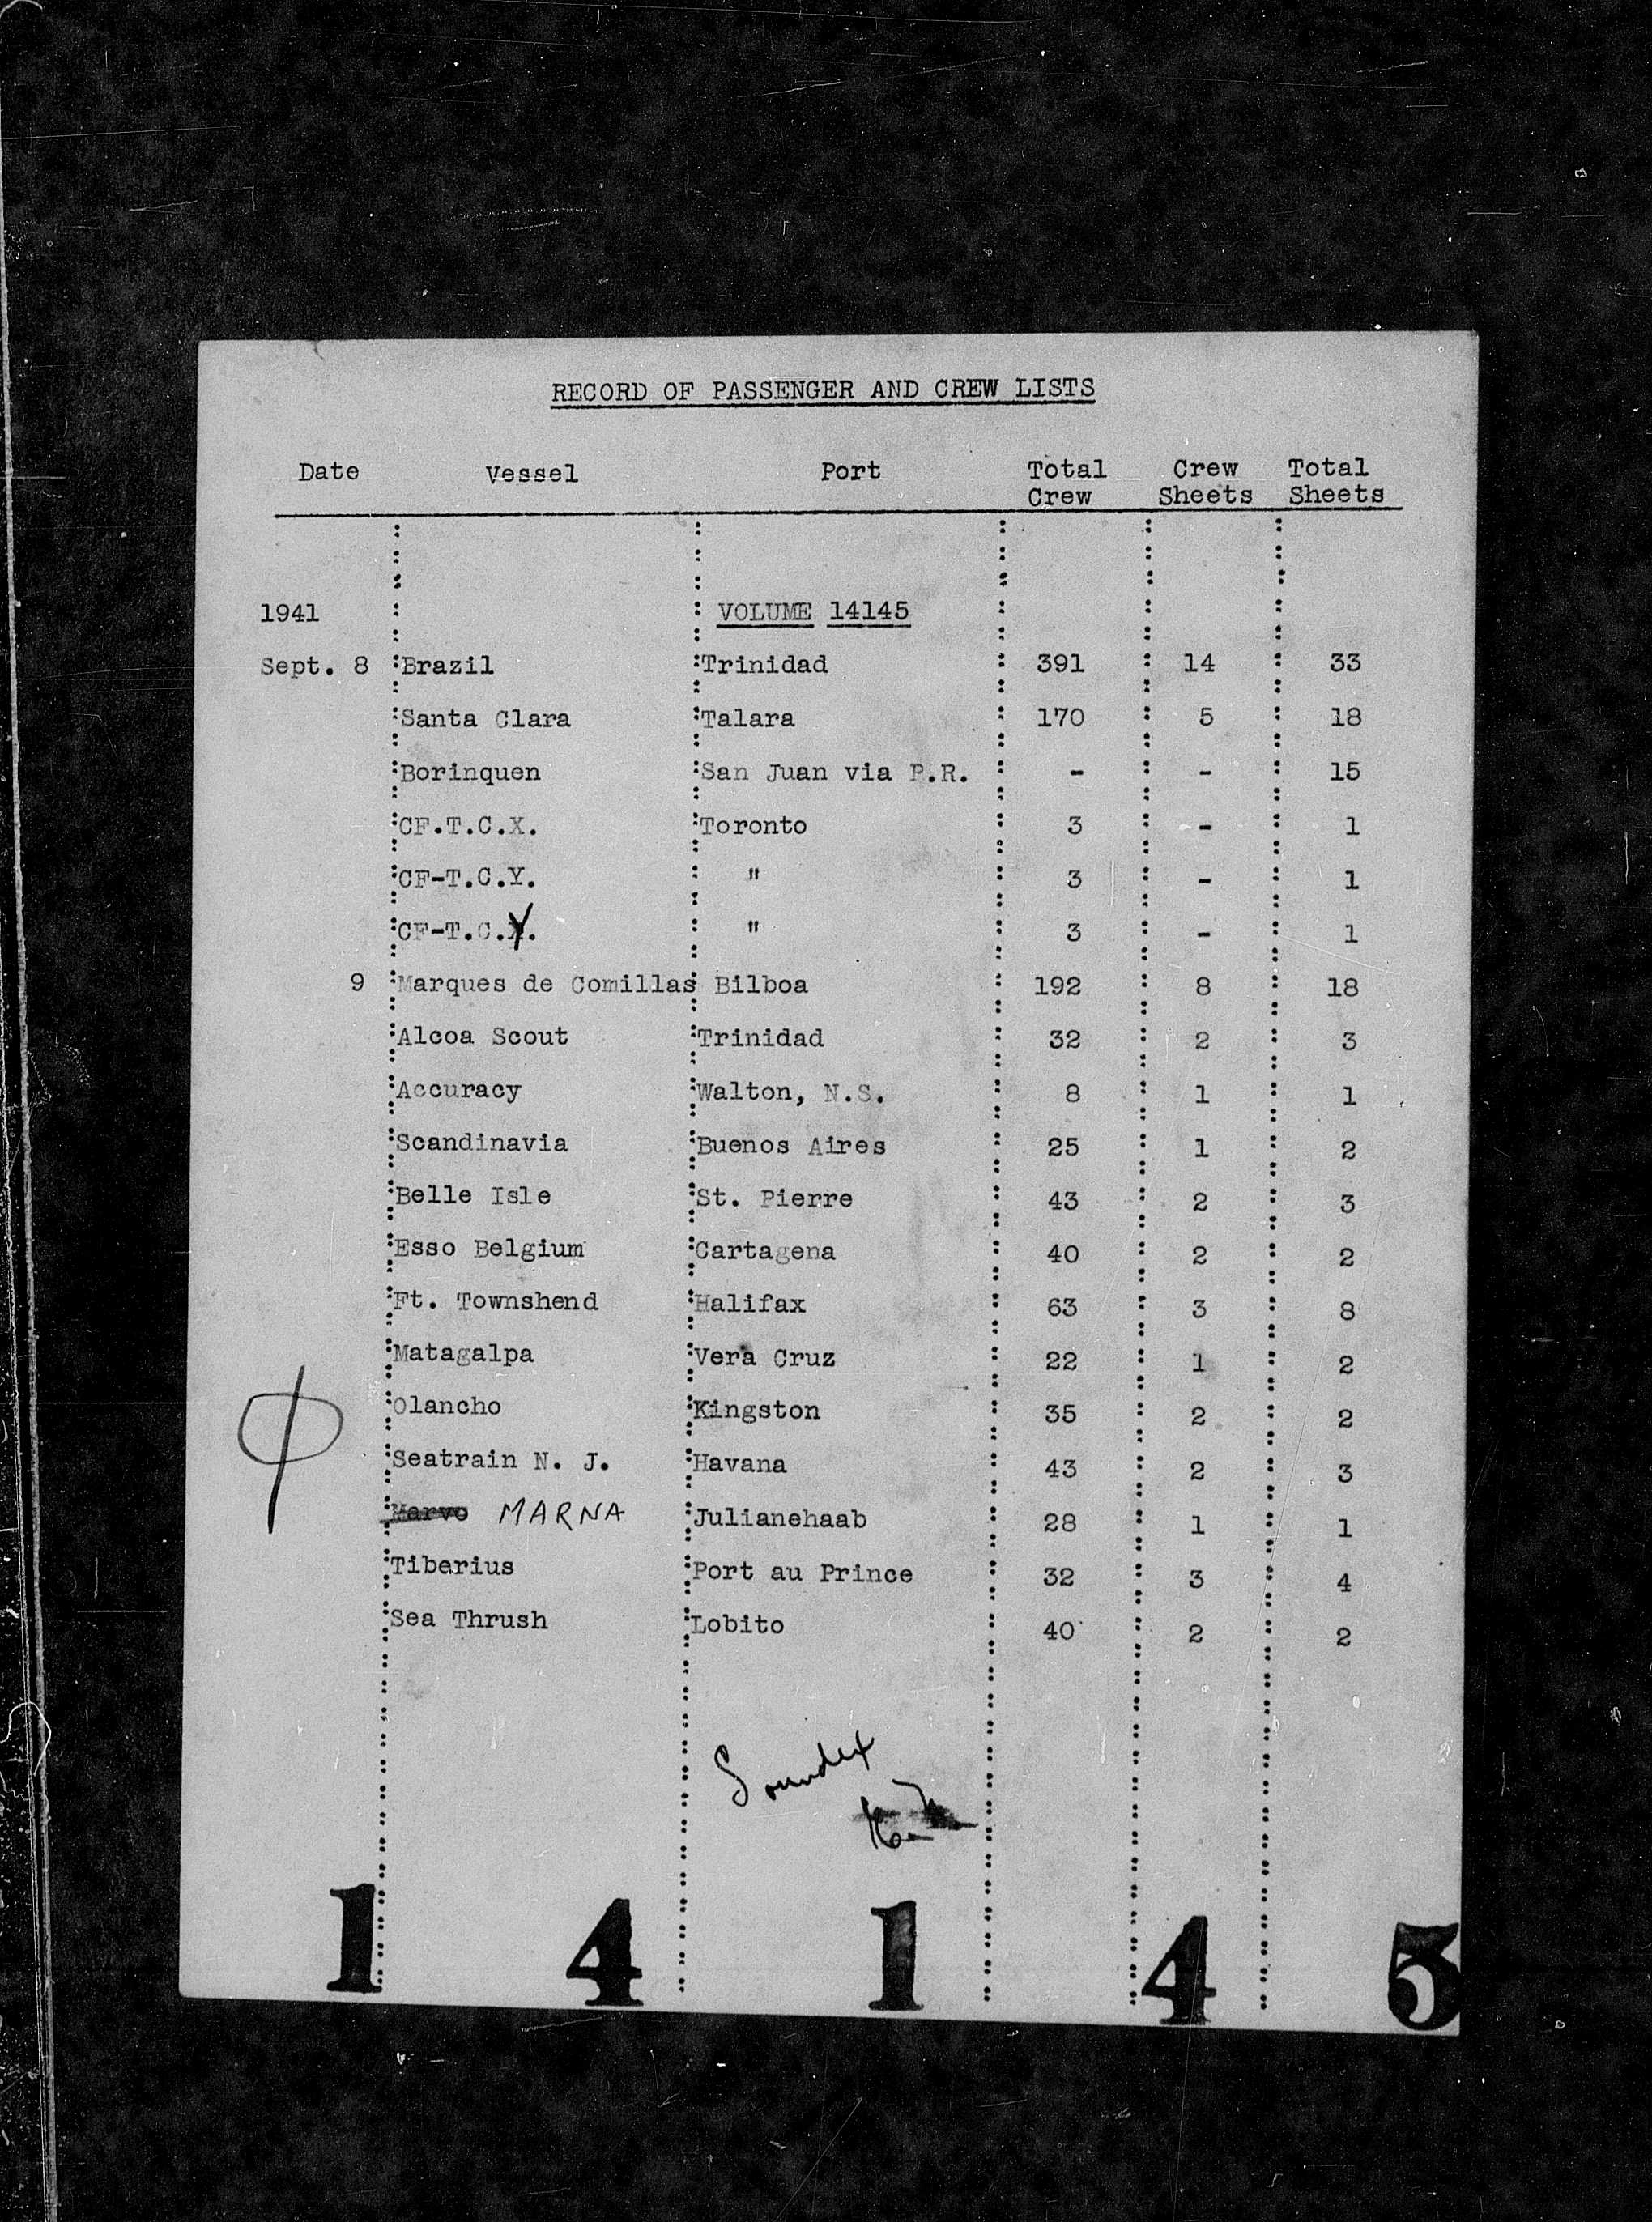 RECORD OF PASSENGER AND CREW LISTS
Date Vessel Port Total Crew Crew Sheets Total Sheets
1941 VOLUME 14145
Sept. 8 Brazil Trinidad 391 14 33
Santa Clara Talara 170 5 18
Borinquen San Juan via P.R. - - 15
CF.T.C.X. Toronto 3 - 1
CF-T.C.Y. " 3 - 1
CF-T.C.Y. " 3 - 1
9 Marques de Comillas Bilboa 192 8 18
Alcoa Scout Trinidad 32 2 3
Accuracy Walton, N.S. 8 1 1
Scandinavia Buenos Aires 25 1 2
Belle Isle St. Pierre 43 2 3
Esso Belgium Cartagena 40 2 2
Ft. Townshend Halifax 63 3 8
Matagalpa Vera Cruz 22 1 2
Olancho Kingston 35 2 2
Seatrain N. J. Havana 43 2 3
Marvo MARNA Julianehaab 28 1 1
Tiberius Port au Prince 32 3 4
Sea Thrush Lobito 40 2 2
Soundex
1 4 1 4 5